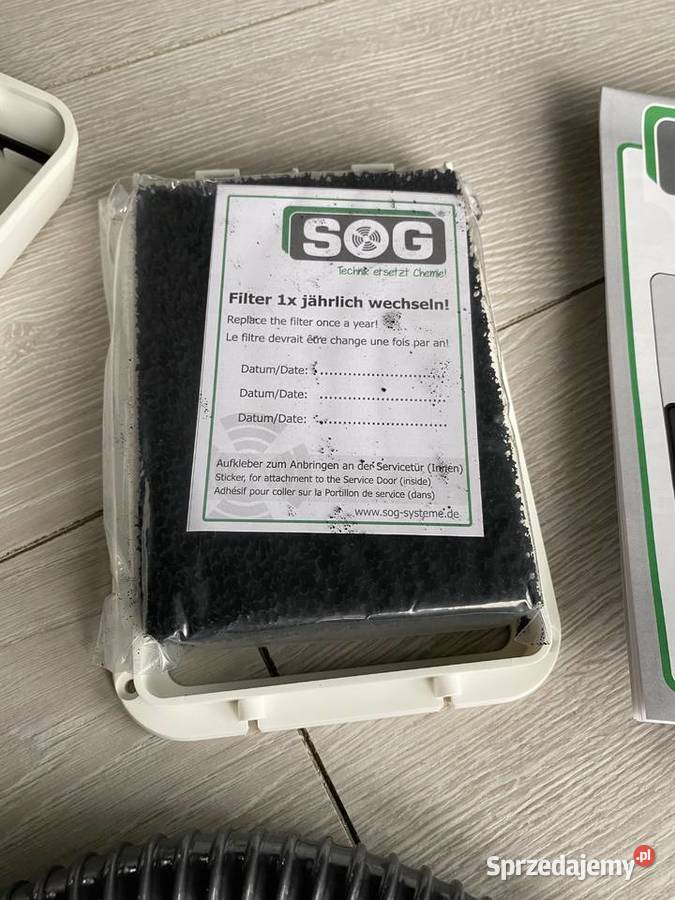 SOG
Technik ersetzt Chemie!
Filter 1x jährlich wechseln!
Replace the filter once a year!
Le filtre devrait être change une fois par an!
Datum/Date: ........................
Datum/Date: ........................
Datum/Date: ........................
Aufkleber zum Anbringen an der Servicetür (Innen)
Sticker, for attachment to the Service Door (inside)
Adhésif pour coller sur la Portillon de service (dans)
www.sog-systeme.de
Sprzedajemy.pl